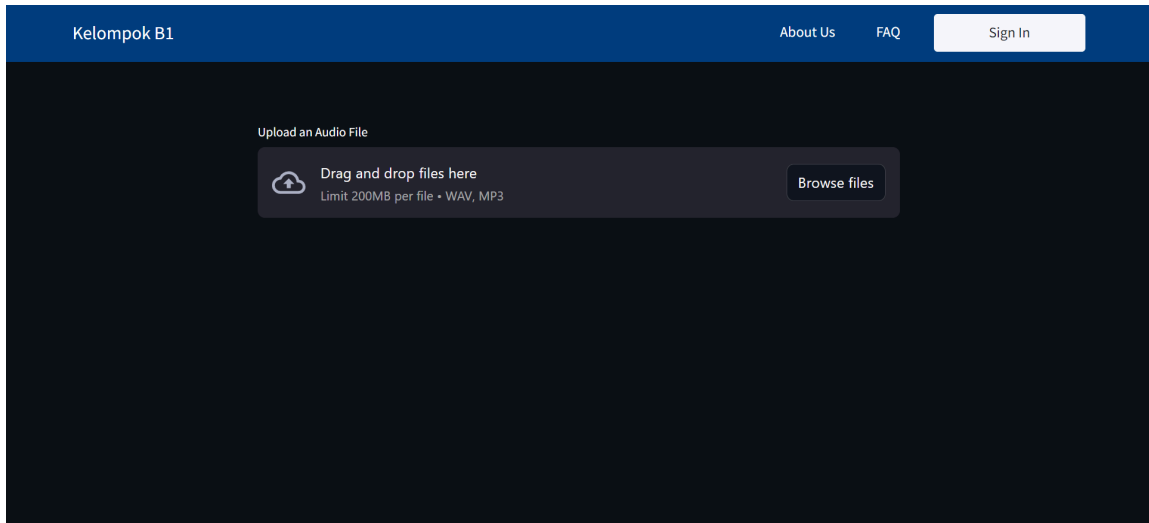 Kelompok B1
About Us
FAQ
Sign In
Upload an Audio File
Drag and drop files here
Limit 200MB per file • WAV, MP3
Browse files